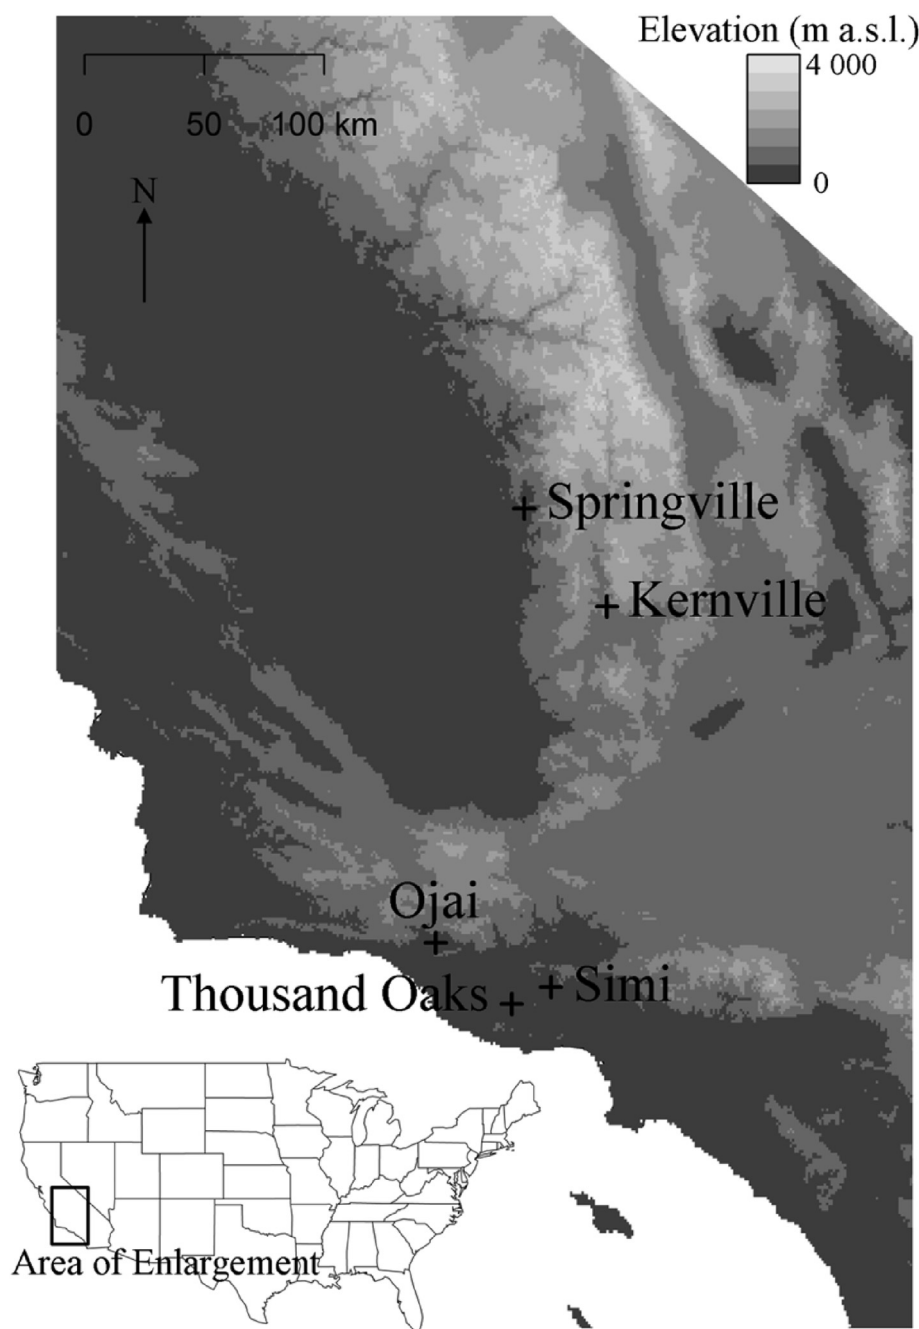 Elevation (m a.s.l.)
4 000
0
0 50 100 km
N
Springville
Kernville
Ojai
Thousand Oaks
Simi
Area of Enlargement